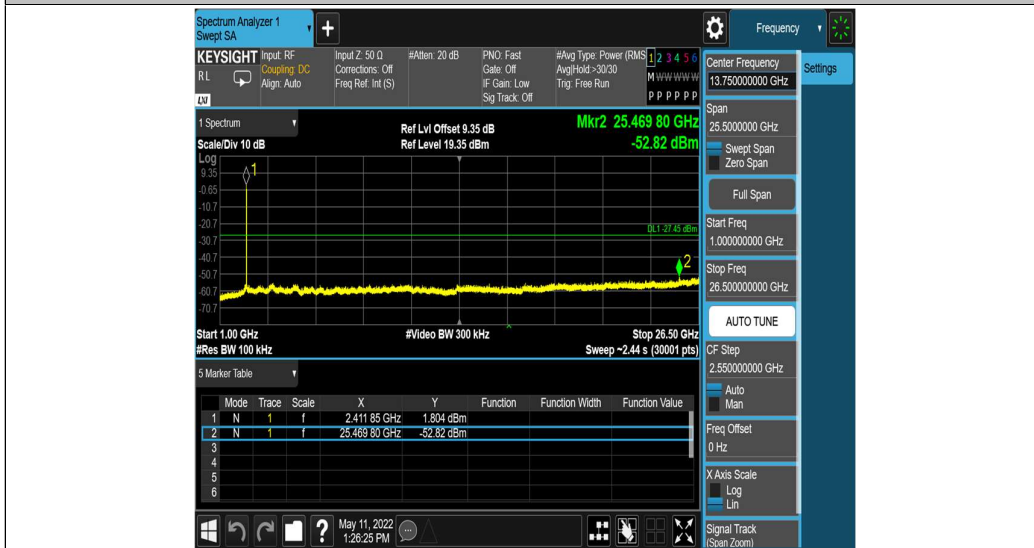 Spectrum Analyzer 1
Swept SA
Frequency
KEYSIGHT
RL
LXI
Input: RF
Coupling: DC
Align: Auto
Input Z: 50 Ω
Corrections: Off
Freq Ref: Int (S)
#Atten: 20 dB
PNO: Fast
Gate: Off
IF Gain: Low
Sig Track: Off
#Avg Type: Power (RMS
Avg|Hold:>30/30
Trig: Free Run
1 2 3 4 5 6
M W W W W W
P P P P P P
1 Spectrum
Scale/Div 10 dB
Ref Lvl Offset 9.35 dB
Ref Level 19.35 dBm
Mkr2 25.469 80 GHz
-52.82 dBm
Log
9.35
-0.65
-10.7
-20.7
-30.7
-40.7
-50.7
-60.7
-70.7
1
DL1 -27.45 dBm
2
Start 1.00 GHz
#Video BW 300 kHz
Stop 26.50 GHz
#Res BW 100 kHz
Sweep ~2.44 s (30001 pts)
5 Marker Table
Mode Trace Scale X Y Function Function Width Function Value
1 N 1 f 2.411 85 GHz 1.804 dBm
2 N 1 f 25.469 80 GHz -52.82 dBm
3
4
5
6
May 11, 2022
1:26:25 PM
Center Frequency
13.750000000 GHz
Settings
Span
25.5000000 GHz
Swept Span
Zero Span
Full Span
Start Freq
1.000000000 GHz
Stop Freq
26.500000000 GHz
AUTO TUNE
CF Step
2.550000000 GHz
Auto
Man
Freq Offset
0 Hz
X Axis Scale
Log
Lin
Signal Track
(Span Zoom)